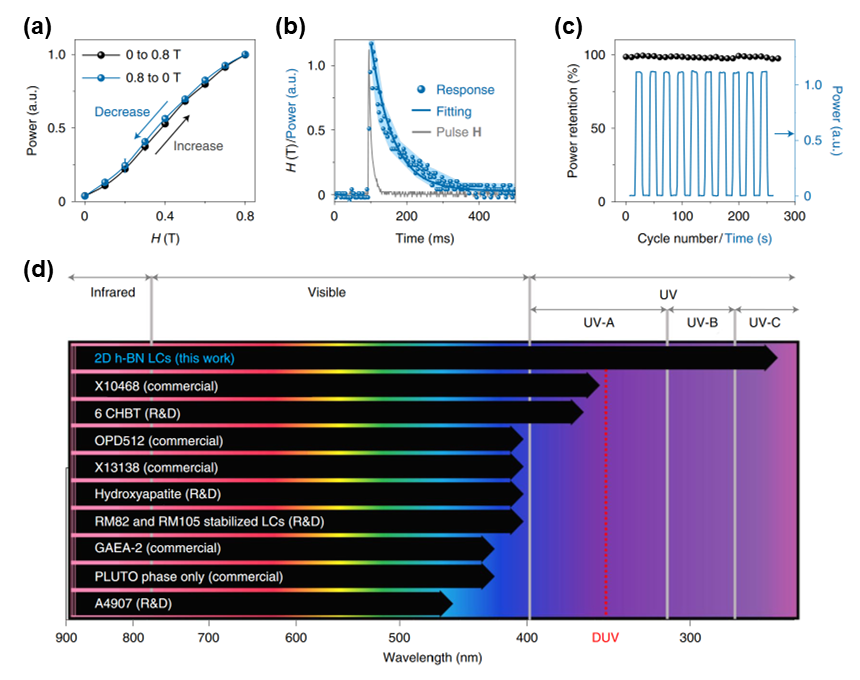 (a)
1.0
0.5
0
Power (a.u.)
0 to 0.8 T
0.8 to 0 T
Decrease
Increase
0 0.4 0.8
H (T)
(b)
1.0
0.5
0
H (T)/Power (a.u.)
Response
Fitting
Pulse H
0 200 400
Time (ms)
(c)
100
50
0
Power retention (%)
1.0
0.5
0
Power (a.u.)
0 100 200 300
Cycle number/Time (s)
(d)
Infrared Visible UV
UV-A UV-B UV-C
2D h-BN LCs (this work)
X10468 (commercial)
6 CHBT (R&D)
OPD512 (commercial)
X13138 (commercial)
Hydroxyapatite (R&D)
RM82 and RM105 stabilized LCs (R&D)
GAEA-2 (commercial)
PLUTO phase only (commercial)
A4907 (R&D)
900 800 700 600 500 400 DUV 300
Wavelength (nm)